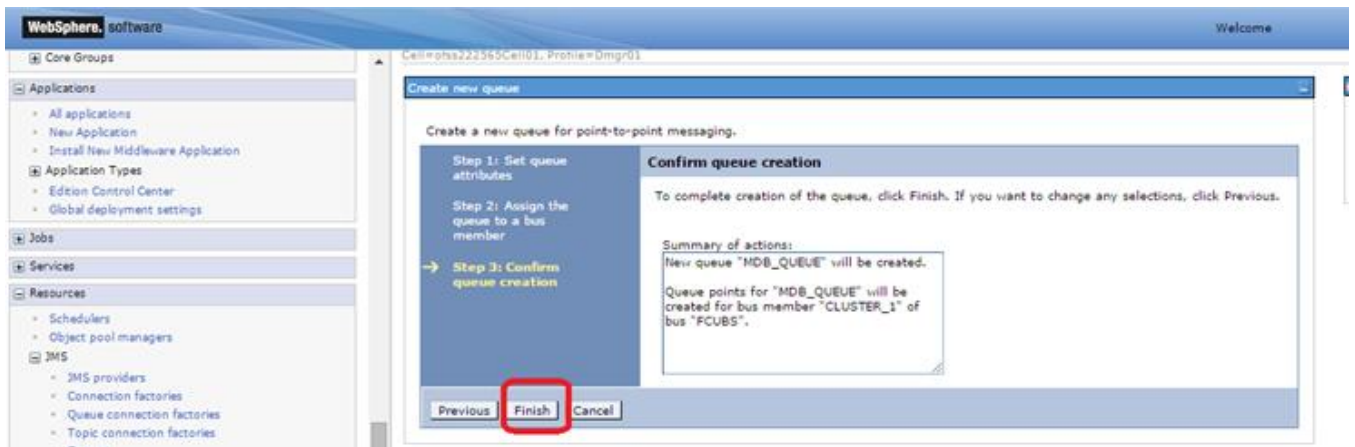 WebSphere. software
Welcome
Core Groups
Cell=ofss222565Cell01, Profile=Dmgr01
Applications
All applications
New Application
Install New Middleware Application
Application Types
Edition Control Center
Global deployment settings
Jobs
Services
Resources
Schedulers
Object pool managers
JMS
JMS providers
Connection factories
Queue connection factories
Topic connection factories
Create new queue
Create a new queue for point-to-point messaging.
Step 1: Set queue
attributes
Step 2: Assign the
queue to a bus
member
Step 3: Confirm
queue creation
Confirm queue creation
To complete creation of the queue, click Finish. If you want to change any selections, click Previous.
Summary of actions:
New queue "MDB_QUEUE" will be created.
Queue points for "MDB_QUEUE" will be
created for bus member "CLUSTER_1" of
bus "FCUBS".
Previous Finish Cancel